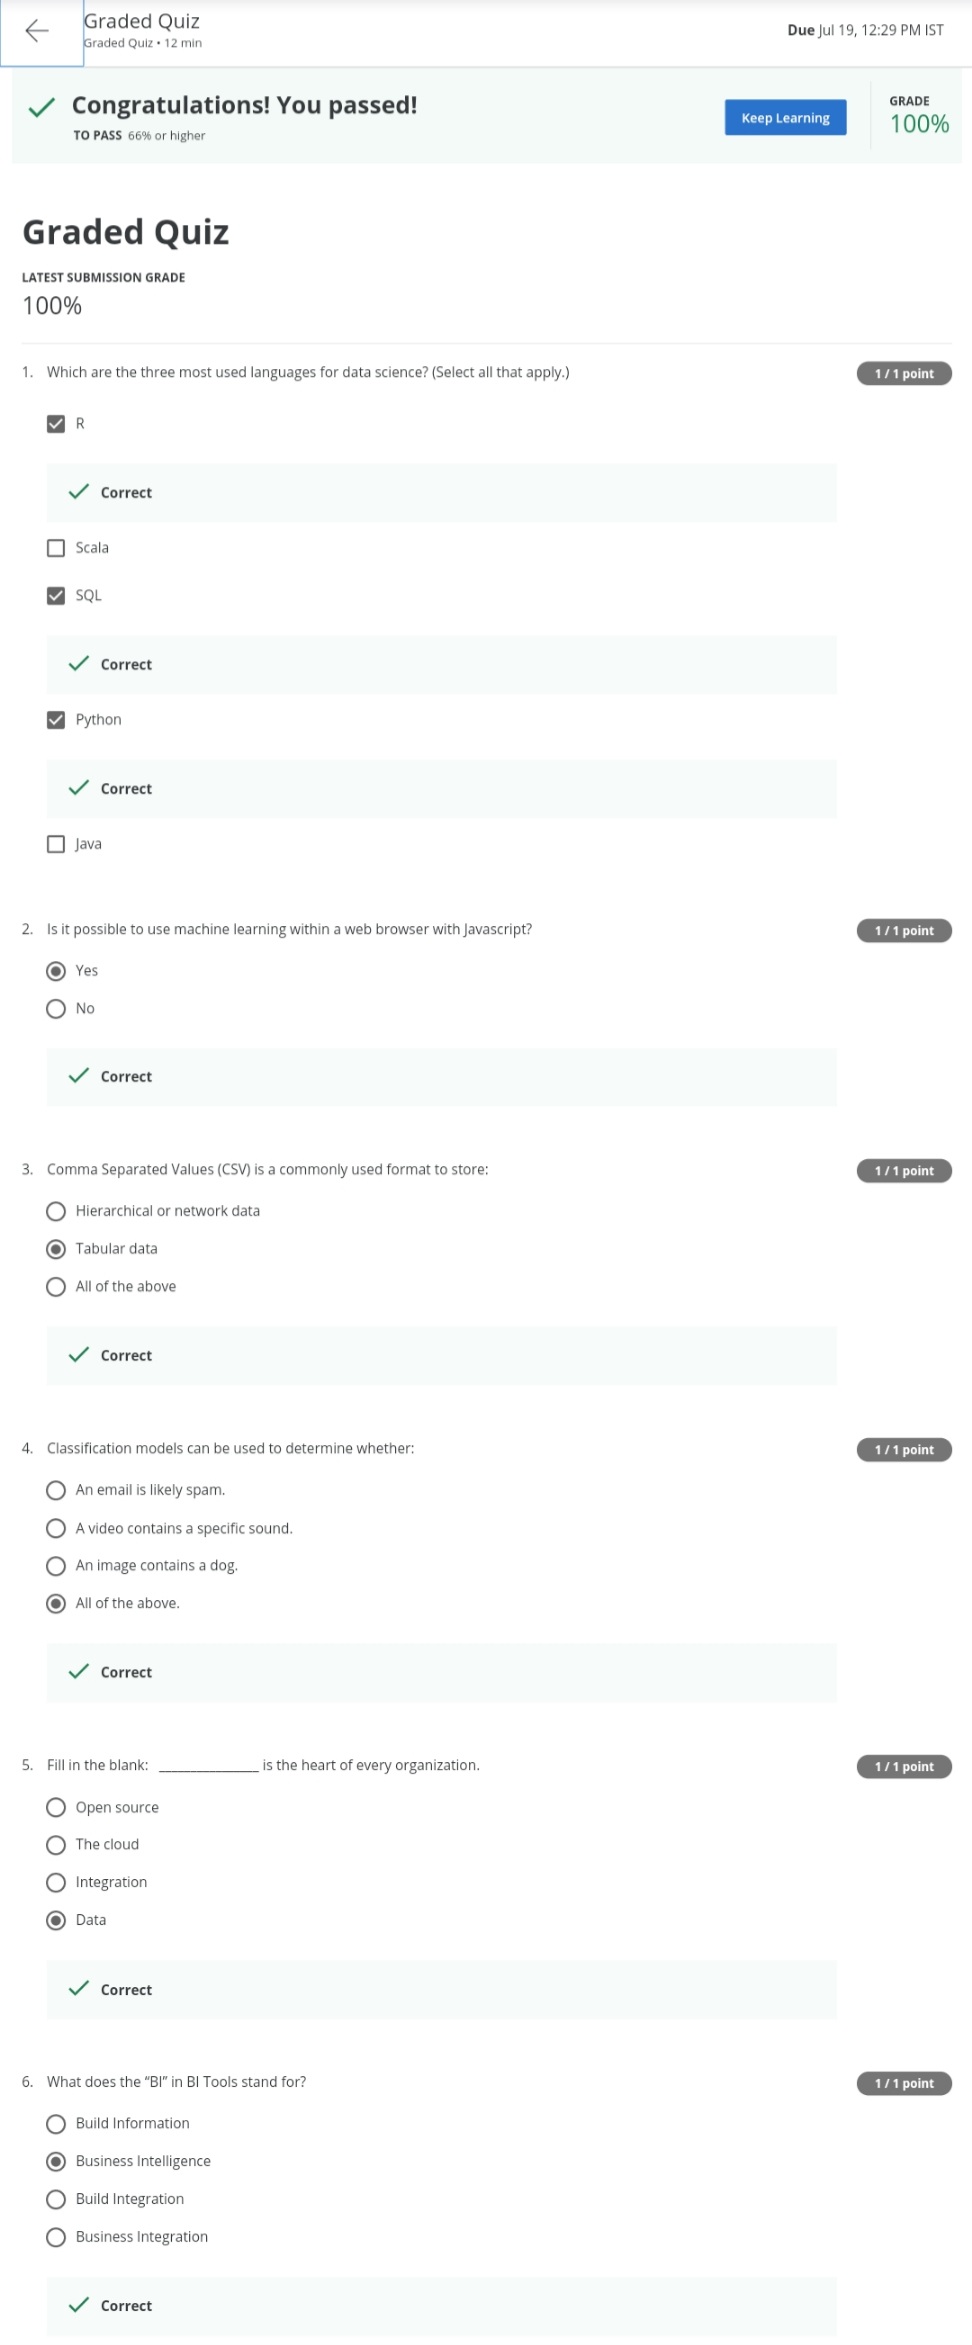 Graded Quiz
Graded Quiz • 12 min
Due Jul 19, 12:29 PM IST
Congratulations! You passed!
TO PASS 66% or higher
Keep Learning
GRADE
100%
Graded Quiz
LATEST SUBMISSION GRADE
100%
1. Which are the three most used languages for data science? (Select all that apply.)
1 / 1 point
R
Correct
Scala
SQL
Correct
Python
Correct
Java
2. Is it possible to use machine learning within a web browser with Javascript?
1 / 1 point
Yes
No
Correct
3. Comma Separated Values (CSV) is a commonly used format to store:
1 / 1 point
Hierarchical or network data
Tabular data
All of the above
Correct
4. Classification models can be used to determine whether:
1 / 1 point
An email is likely spam.
A video contains a specific sound.
An image contains a dog.
All of the above.
Correct
5. Fill in the blank: ______________ is the heart of every organization.
1 / 1 point
Open source
The cloud
Integration
Data
Correct
6. What does the “BI” in BI Tools stand for?
1 / 1 point
Build Information
Business Intelligence
Build Integration
Business Integration
Correct